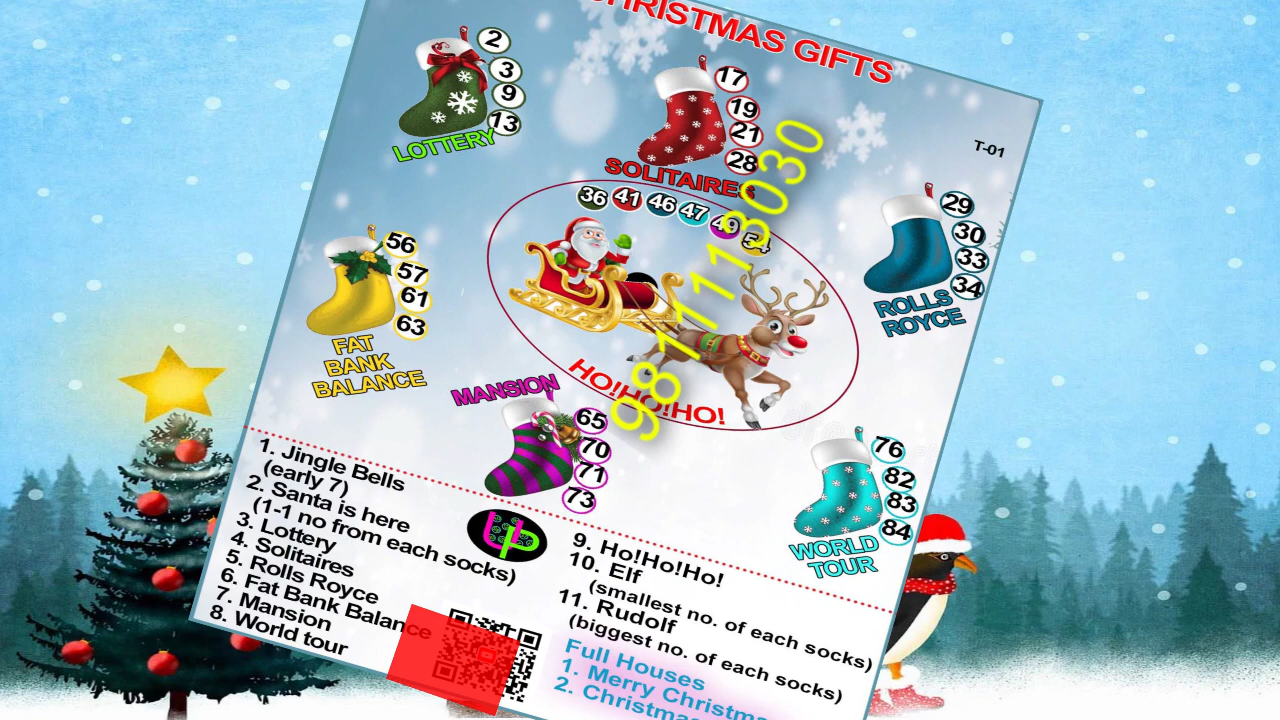 CHRISTMAS GIFTS
T-01
2
3
9
13
LOTTERY
17
19
21
28
SOLITAIRES
29
30
33
34
ROLLS
ROYCE
36 41 46 47 49 54
56
57
61
63
FAT
BANK
BALANCE
HO!HO!HO!
9811113030
MANSION
65
70
71
73
76
82
83
84
WORLD
TOUR
1. Jingle Bells
(early 7)
2. Santa is here
(1-1 no from each socks)
3. Lottery
4. Solitaires
5. Rolls Royce
6. Fat Bank Balance
7. Mansion
8. World tour
9. Ho!Ho!Ho!
10. Elf
(smallest no. of each socks)
11. Rudolf
(biggest no. of each socks)
Full Houses
1. Merry Christma
2. Christmas